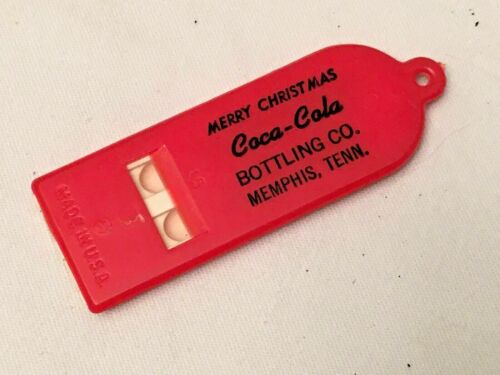 MERRY CHRISTMAS
Coca-Cola
BOTTLING CO.
MEMPHIS, TENN.
MADE IN U.S.A.